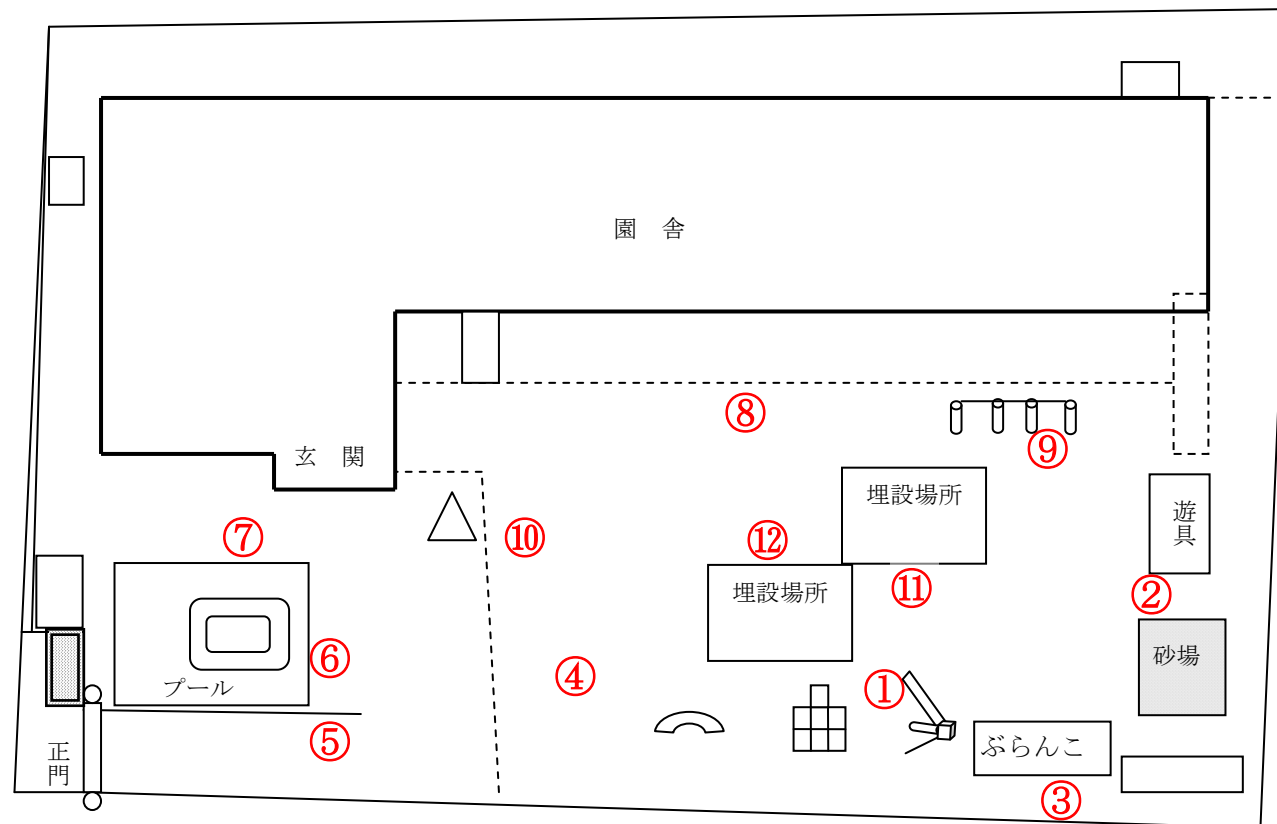 園 舎
玄 関
⑧
⑨
埋設場所
遊具
⑦
⑩
⑫
埋設場所
⑪
②
砂場
⑥
プール
④
①
⑤
正門
ぶらんこ
③